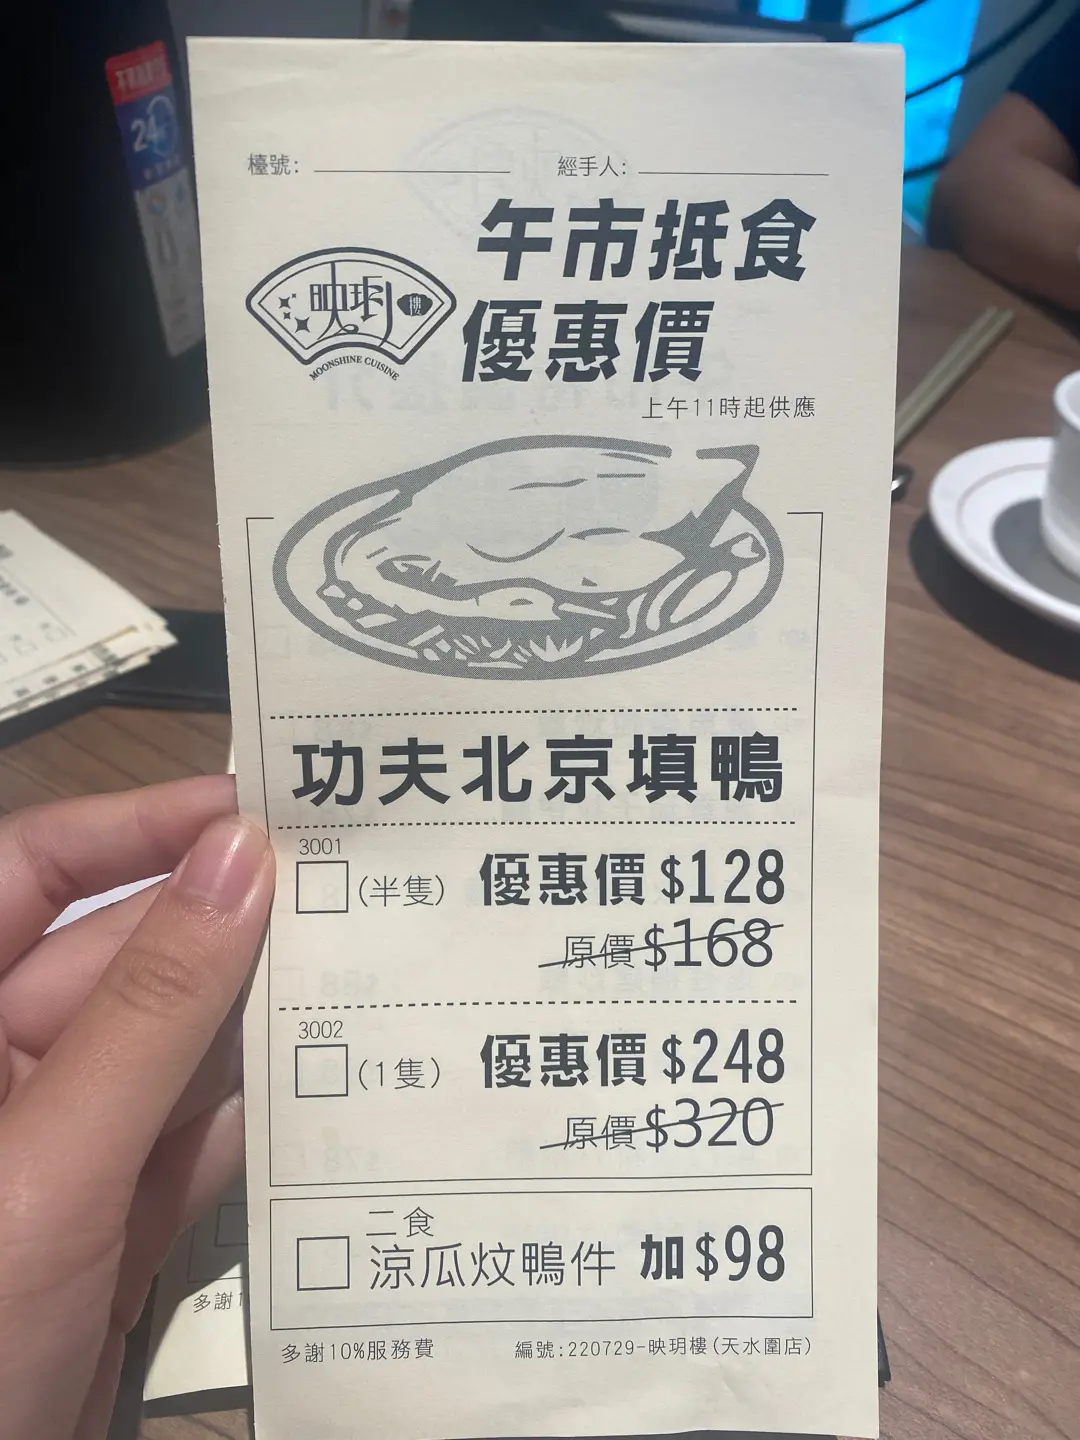 檯號:
經手人:
午市抵食
優惠價
上午11時起供應
映玥樓
MOONSHINE CUISINE
功夫北京填鴨
3001
(半隻) 優惠價 $128
原價 $168
3002
(1隻) 優惠價 $248
原價 $320
二食
涼瓜炆鴨件 加 $98
多謝10%服務費
編號:220729-映玥樓(天水圍店)
24
多謝1